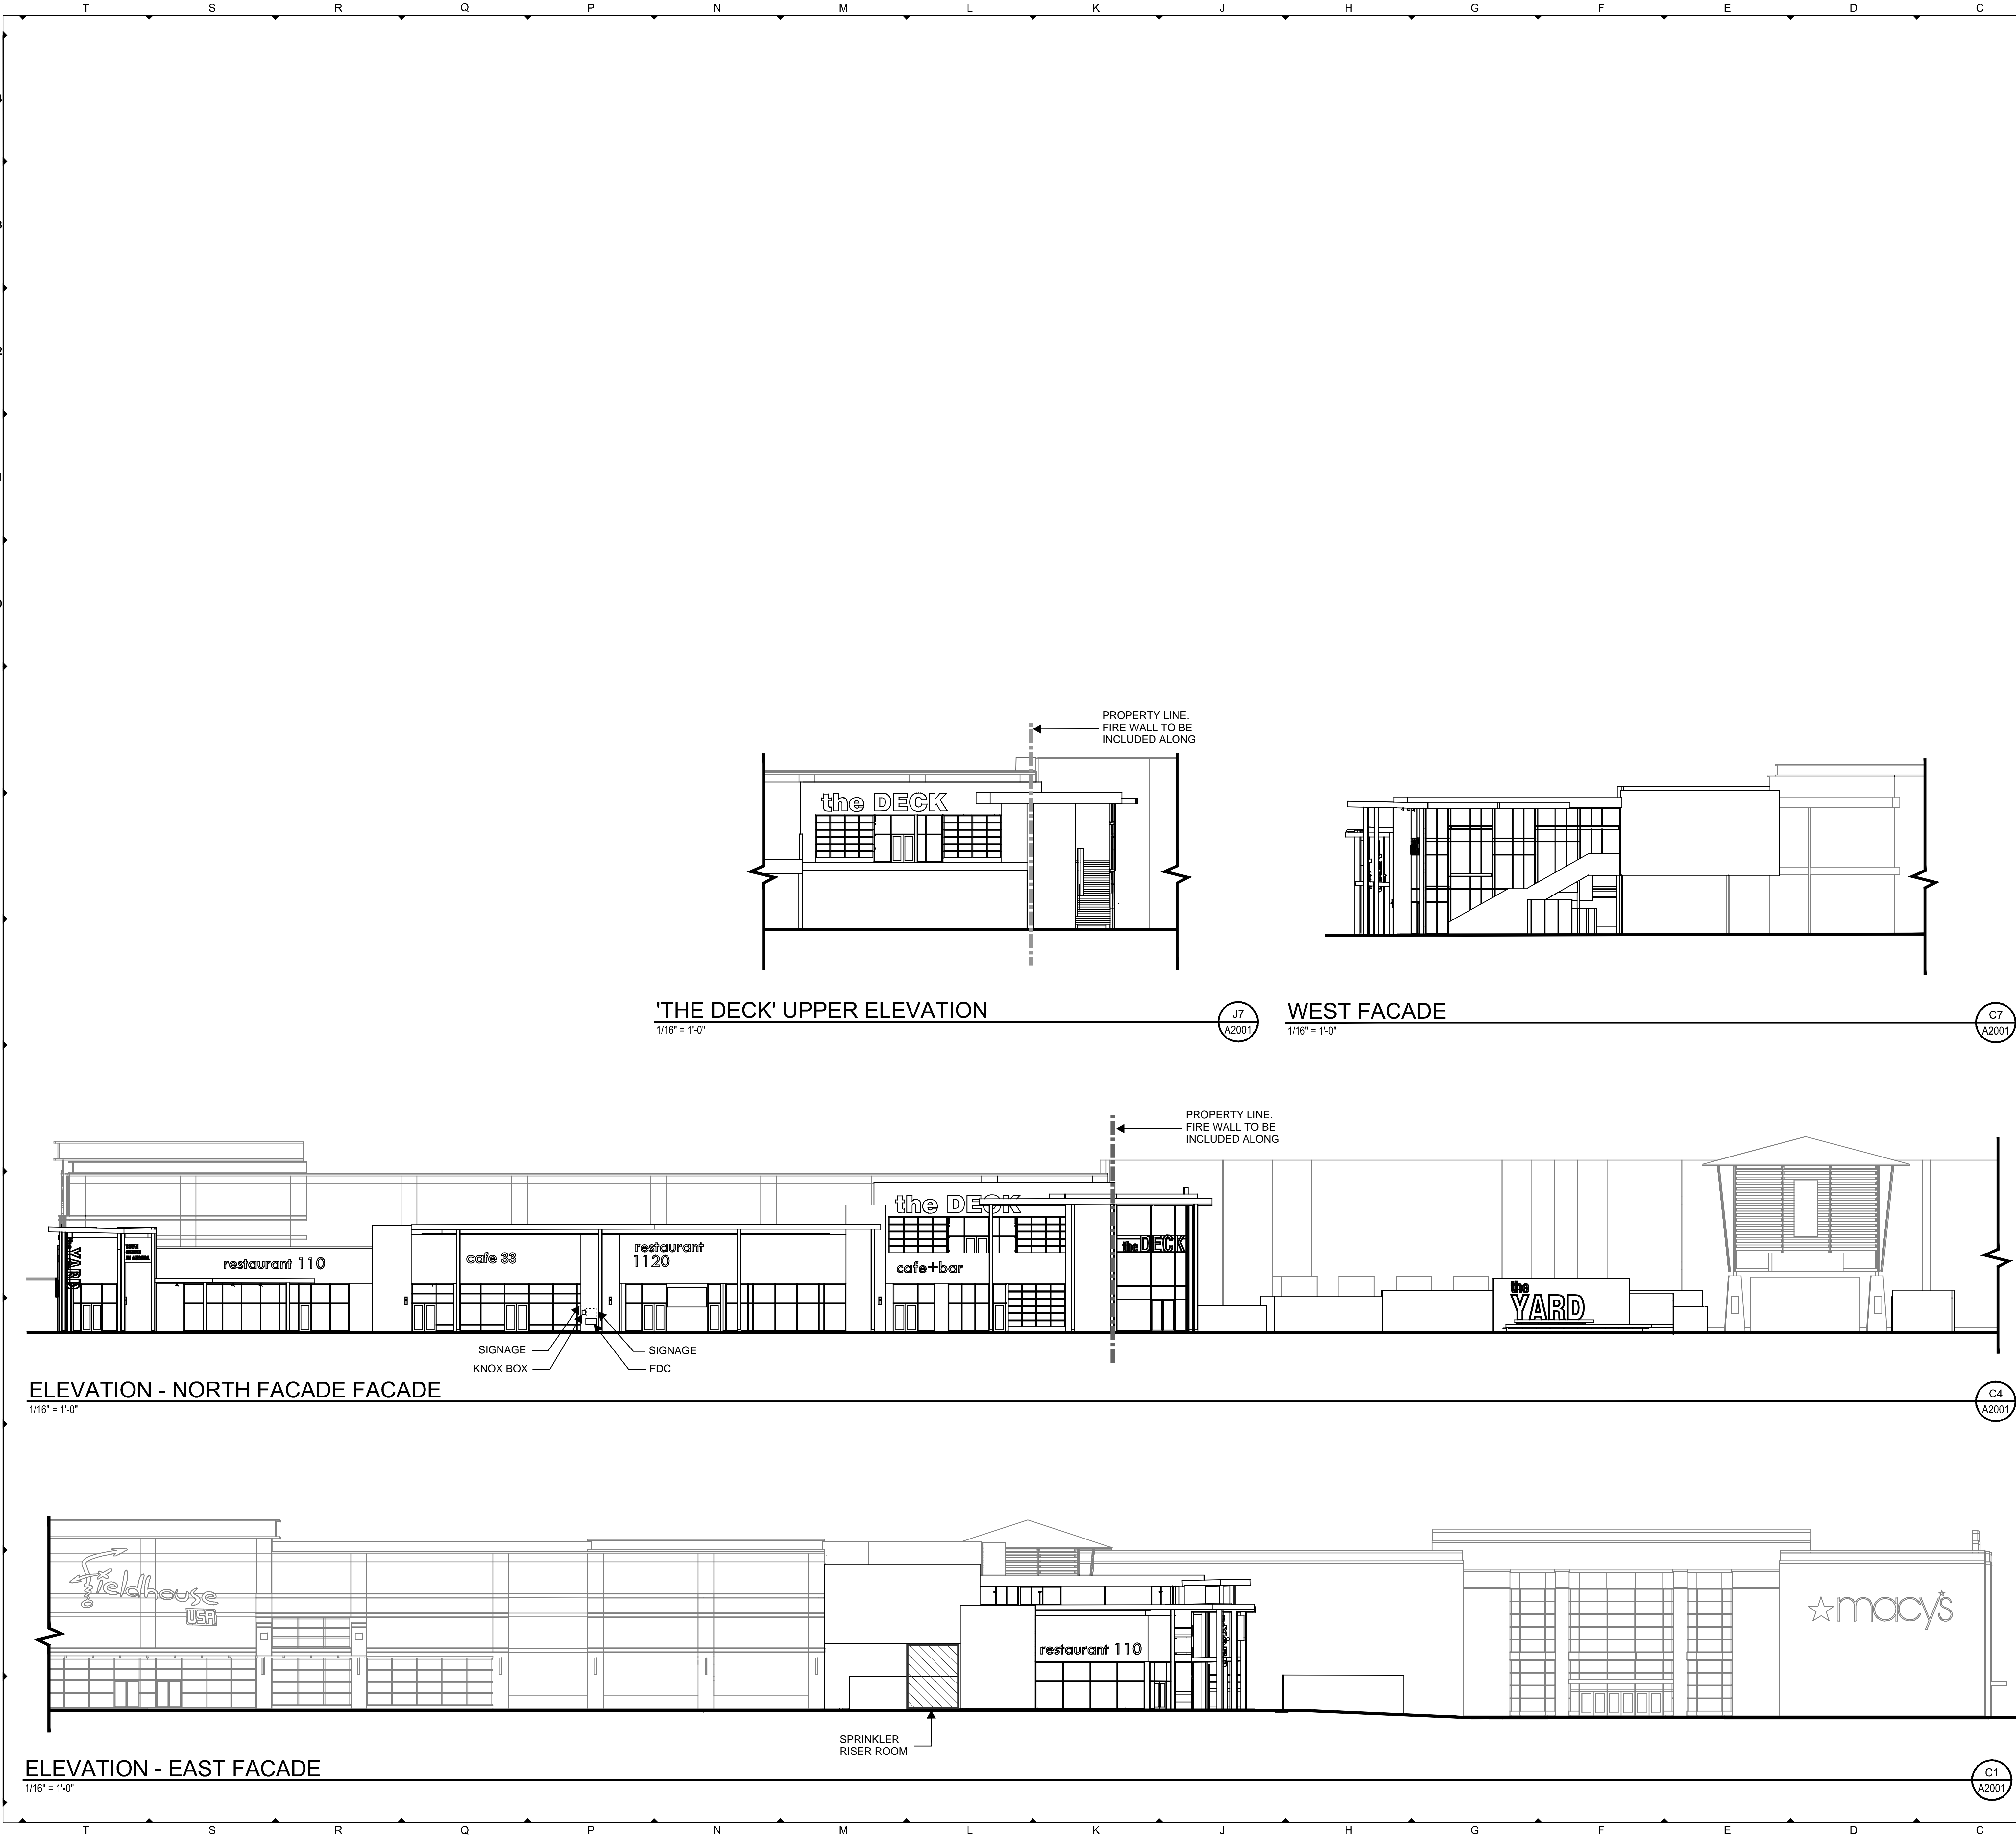 T S R Q P N M L K J H G F E D C
PROPERTY LINE.
FIRE WALL TO BE
INCLUDED ALONG
the DECK
'THE DECK' UPPER ELEVATION
1/16" = 1'-0"
J7
A2001
WEST FACADE
1/16" = 1'-0"
C7
A2001
PROPERTY LINE.
FIRE WALL TO BE
INCLUDED ALONG
the YARD
restaurant 110
cafe 33
restaurant
1120
the DECK
cafe+bar
the DECK
the
YARD
SIGNAGE
KNOX BOX
SIGNAGE
FDC
ELEVATION - NORTH FACADE FACADE
1/16" = 1'-0"
C4
A2001
fieldhouse
USA
restaurant 110
macy's
SPRINKLER
RISER ROOM
ELEVATION - EAST FACADE
1/16" = 1'-0"
C1
A2001
T S R Q P N M L K J H G F E D C